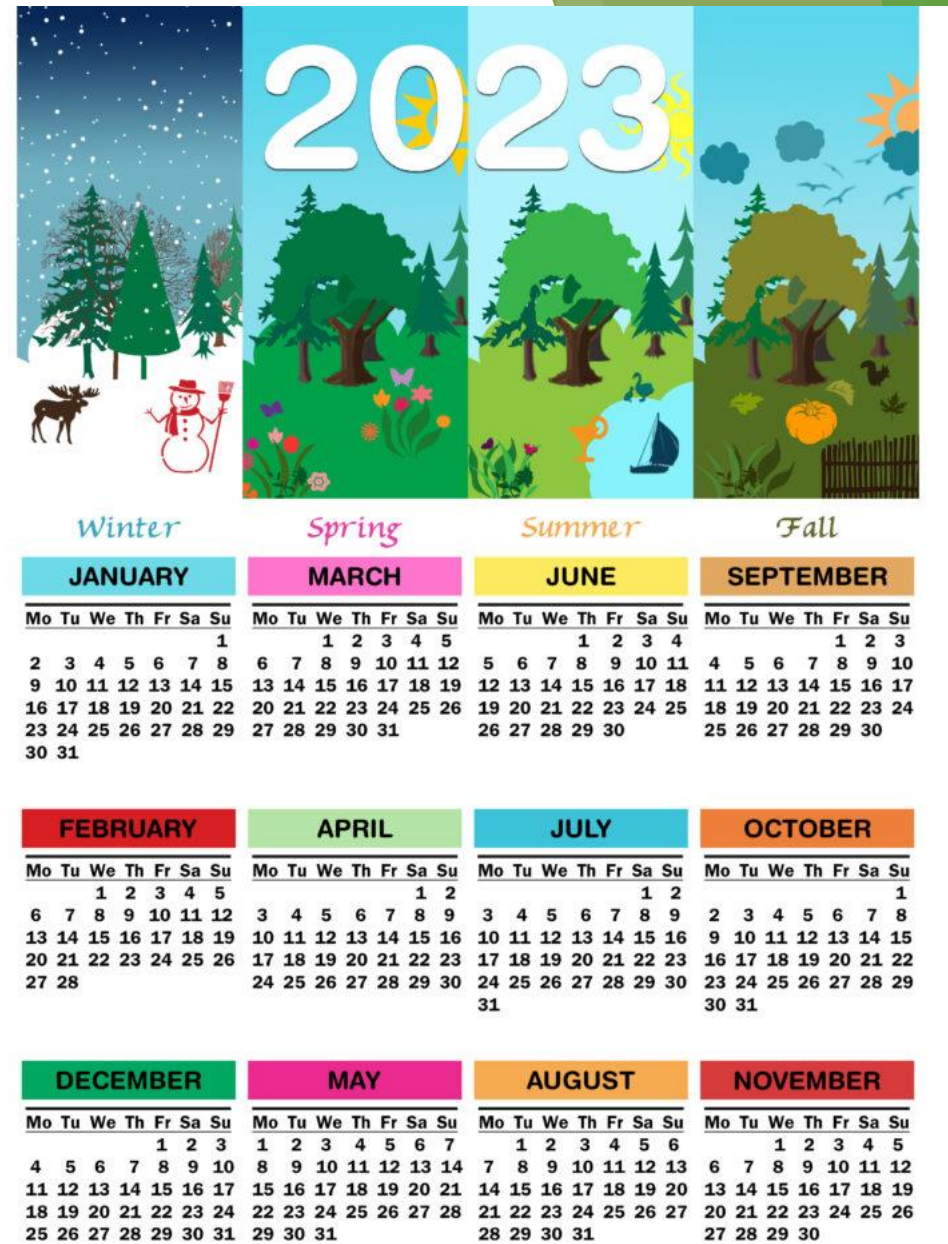 2023
Winter
Spring
Summer
Fall
JANUARY
Mo Tu We Th Fr Sa Su
1
2 3 4 5 6 7 8
9 10 11 12 13 14 15
16 17 18 19 20 21 22
23 24 25 26 27 28 29
30 31
MARCH
Mo Tu We Th Fr Sa Su
1 2 3 4 5
6 7 8 9 10 11 12
13 14 15 16 17 18 19
20 21 22 23 24 25 26
27 28 29 30 31
JUNE
Mo Tu We Th Fr Sa Su
1 2 3 4
5 6 7 8 9 10 11
12 13 14 15 16 17 18
19 20 21 22 23 24 25
26 27 28 29 30
SEPTEMBER
Mo Tu We Th Fr Sa Su
1 2 3
4 5 6 7 8 9 10
11 12 13 14 15 16 17
18 19 20 21 22 23 24
25 26 27 28 29 30
FEBRUARY
Mo Tu We Th Fr Sa Su
1 2 3 4 5
6 7 8 9 10 11 12
13 14 15 16 17 18 19
20 21 22 23 24 25 26
27 28
APRIL
Mo Tu We Th Fr Sa Su
1 2
3 4 5 6 7 8 9
10 11 12 13 14 15 16
17 18 19 20 21 22 23
24 25 26 27 28 29 30
JULY
Mo Tu We Th Fr Sa Su
1 2
3 4 5 6 7 8 9
10 11 12 13 14 15 16
17 18 19 20 21 22 23
24 25 26 27 28 29 30
31
OCTOBER
Mo Tu We Th Fr Sa Su
1
2 3 4 5 6 7 8
9 10 11 12 13 14 15
16 17 18 19 20 21 22
23 24 25 26 27 28 29
30 31
DECEMBER
Mo Tu We Th Fr Sa Su
1 2 3
4 5 6 7 8 9 10
11 12 13 14 15 16 17
18 19 20 21 22 23 24
25 26 27 28 29 30 31
MAY
Mo Tu We Th Fr Sa Su
1 2 3 4 5 6 7
8 9 10 11 12 13 14
15 16 17 18 19 20 21
22 23 24 25 26 27 28
29 30 31
AUGUST
Mo Tu We Th Fr Sa Su
1 2 3 4 5 6
7 8 9 10 11 12 13
14 15 16 17 18 19 20
21 22 23 24 25 26 27
28 29 30 31
NOVEMBER
Mo Tu We Th Fr Sa Su
1 2 3 4 5
6 7 8 9 10 11 12
13 14 15 16 17 18 19
20 21 22 23 24 25 26
27 28 29 30